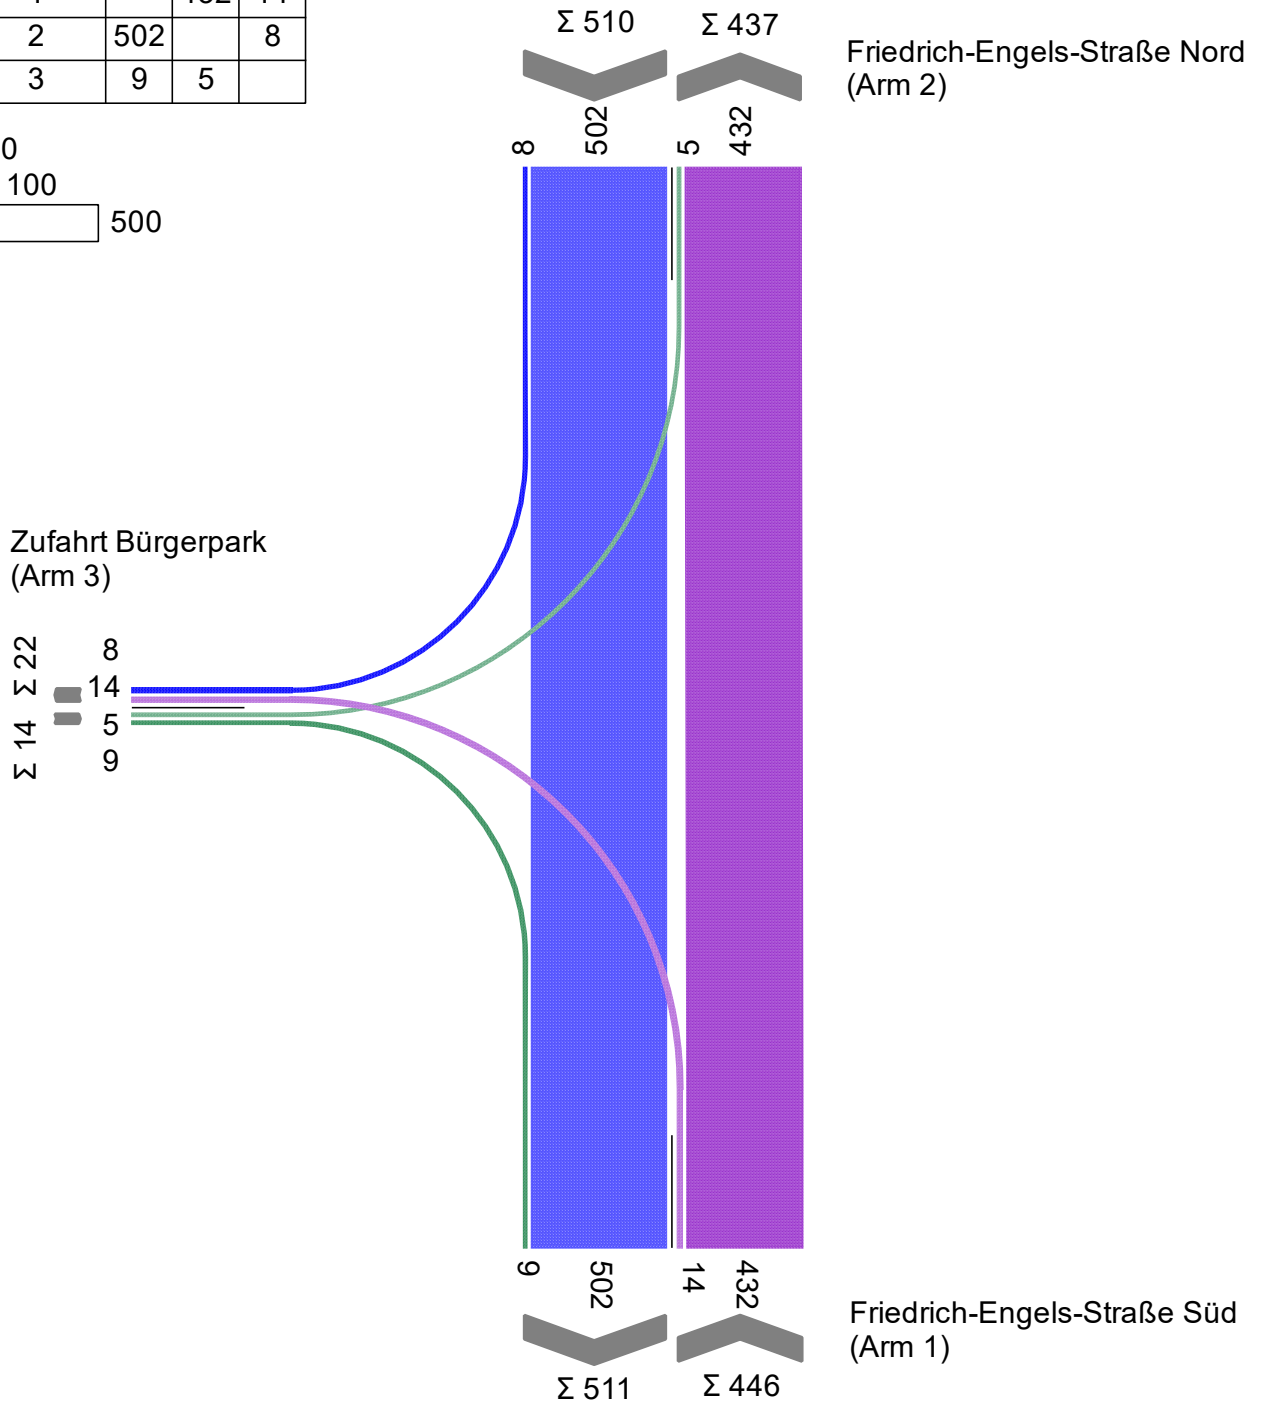 2 502 8
3 9 5
0
100
500
Σ 510 Σ 437
Friedrich-Engels-Straße Nord
(Arm 2)
8 502 5 432
Zufahrt Bürgerpark
(Arm 3)
Σ 22
8
14
Σ 14
5
9
9 502 14 432
Friedrich-Engels-Straße Süd
(Arm 1)
Σ 511 Σ 446